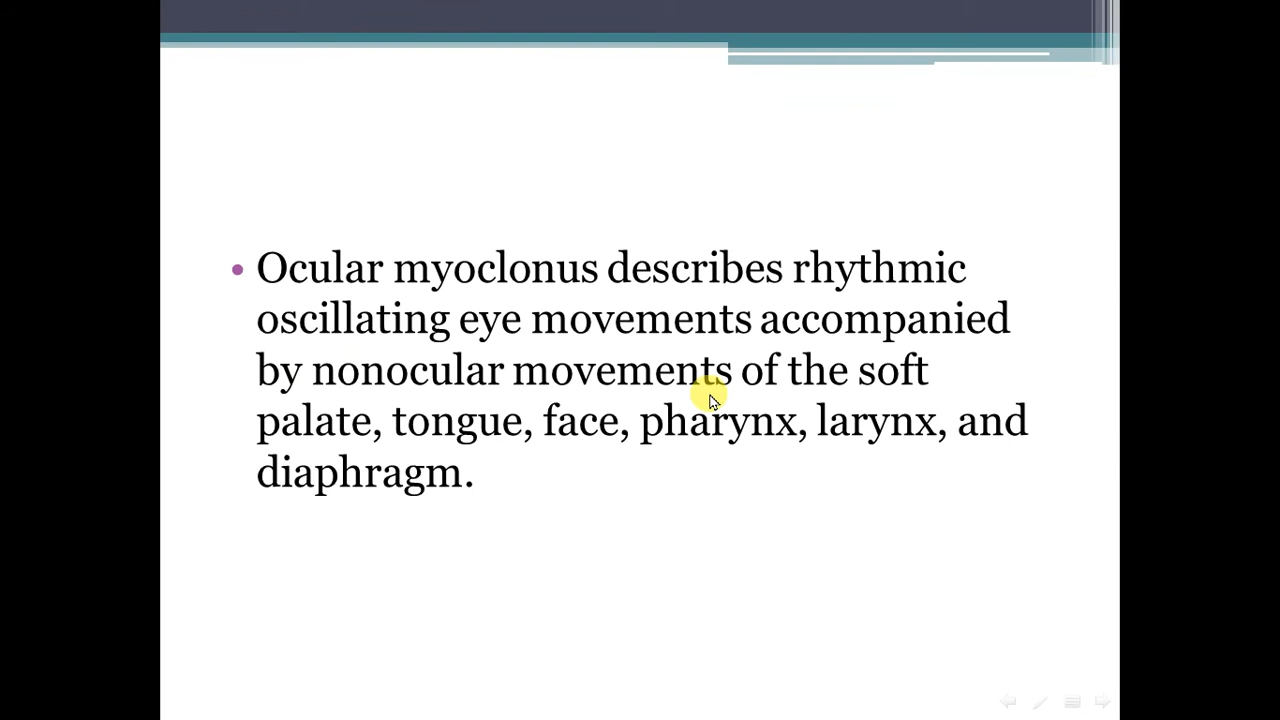 • Ocular myoclonus describes rhythmic
oscillating eye movements accompanied
by nonocular movements of the soft
palate, tongue, face, pharynx, larynx, and
diaphragm.